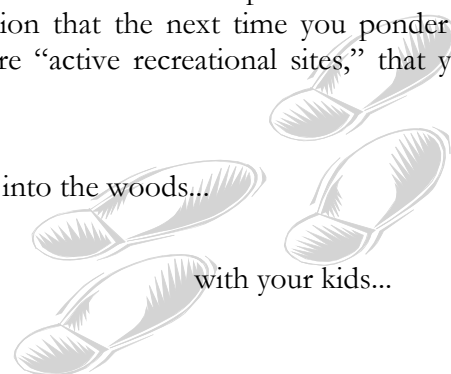 ion that the next time you ponder
re “active recreational sites,” that y
into the woods...
with your kids...